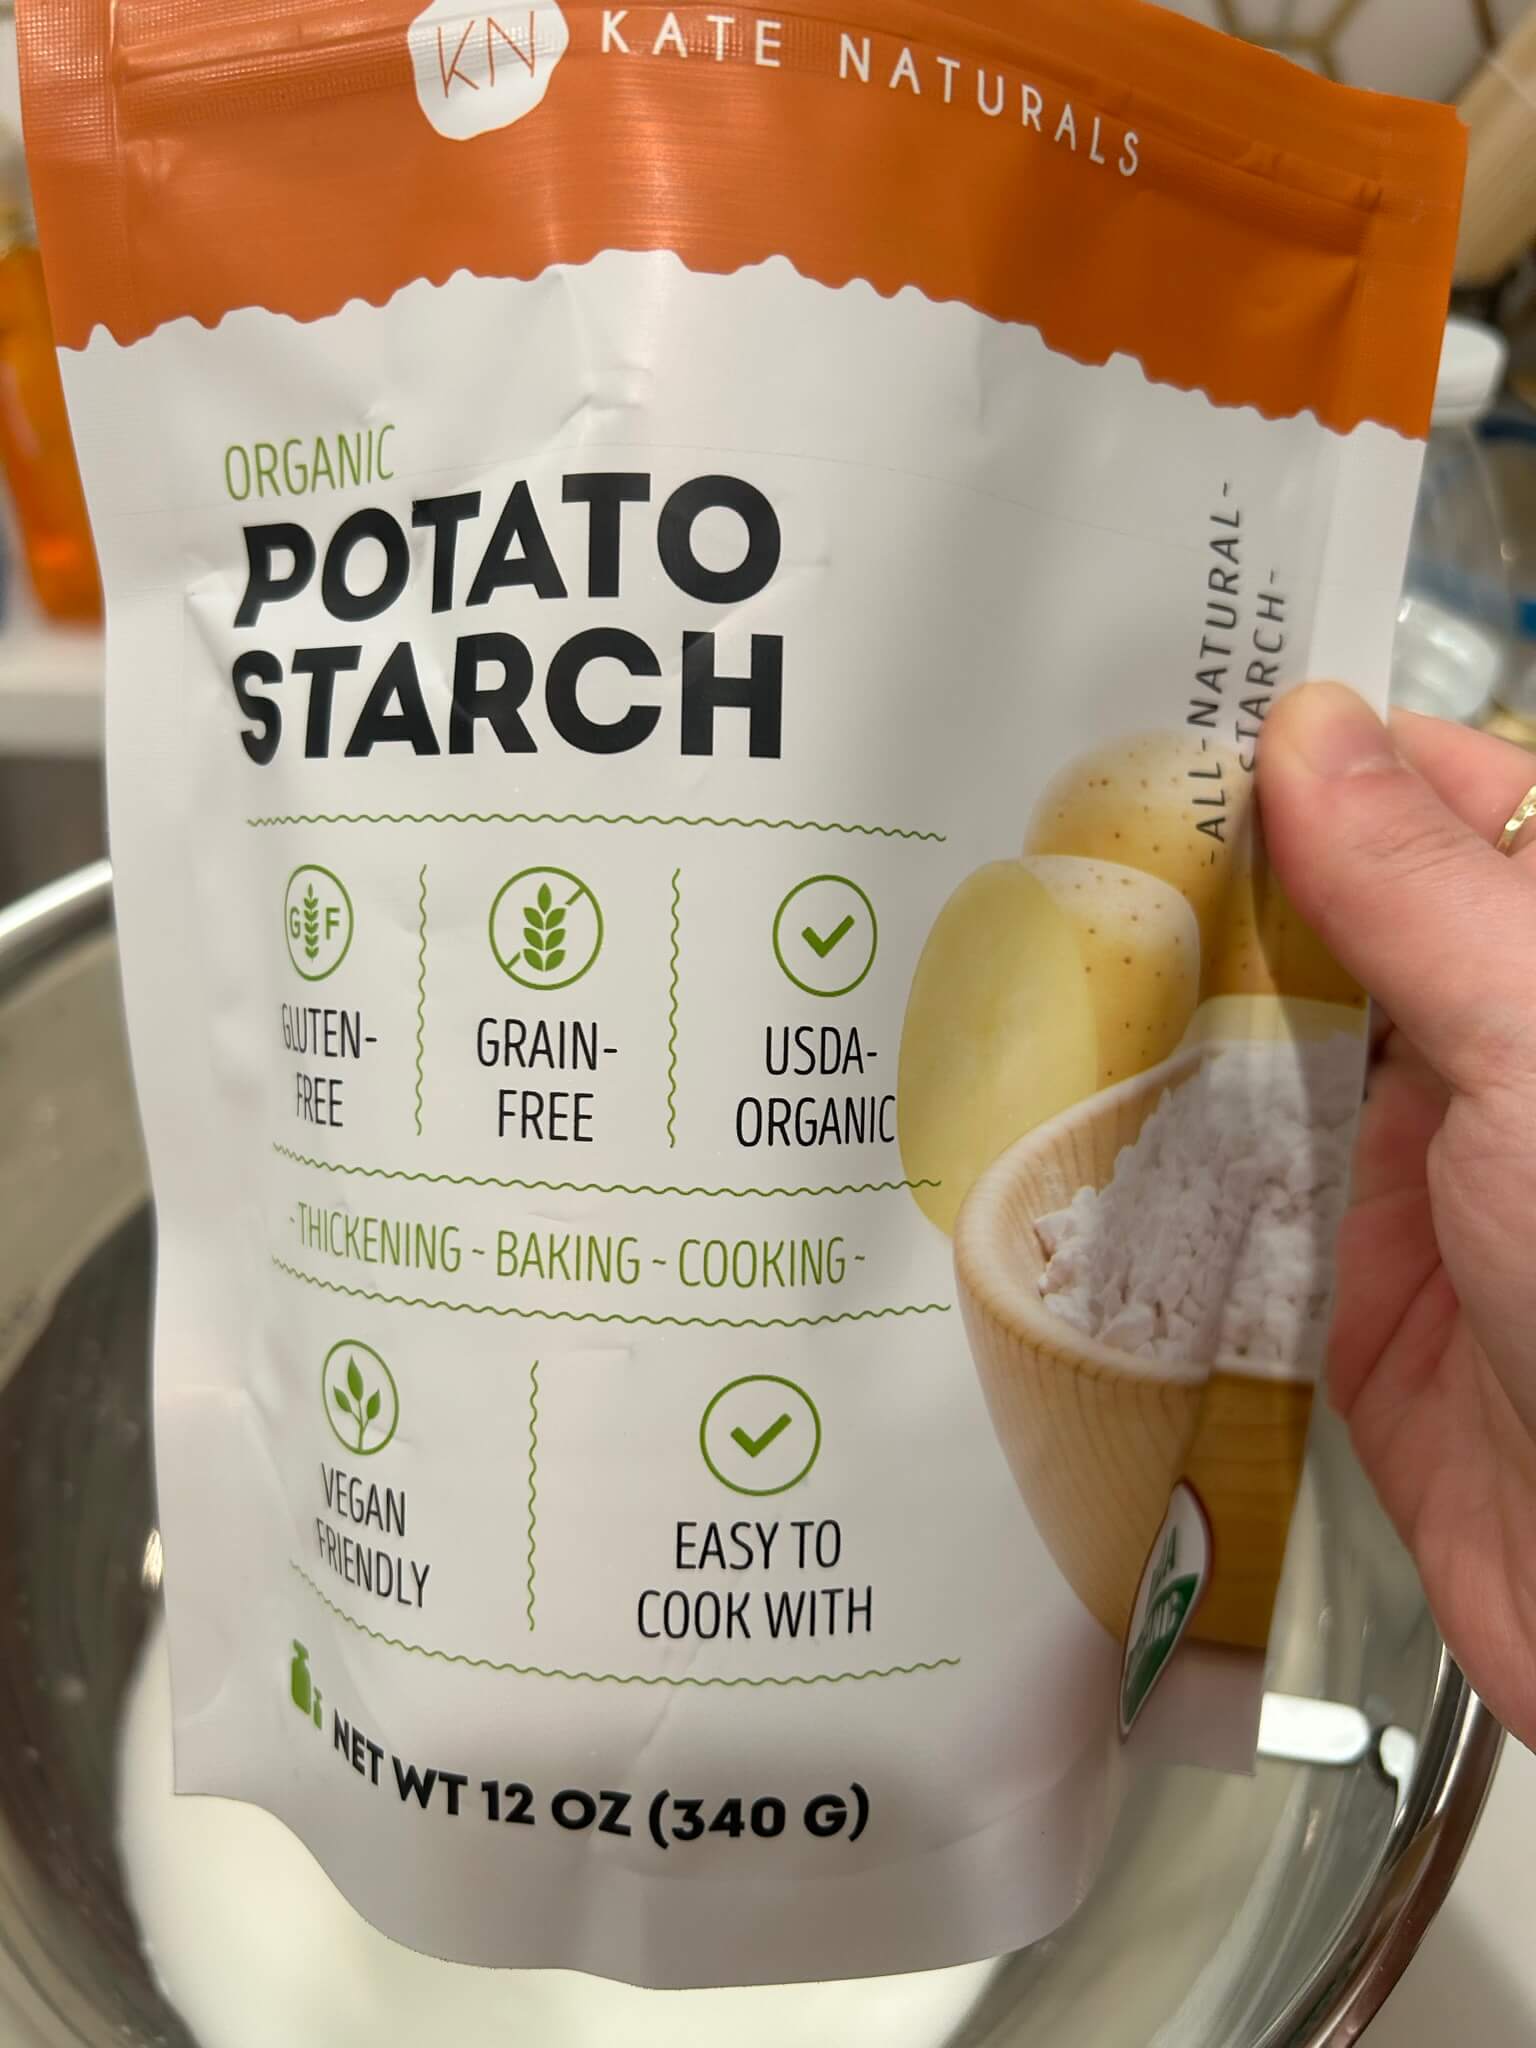 KN KATE NATURALS
ORGANIC
POTATO
STARCH
-ALL-NATURAL-
STARCH-
G F
GLUTEN-
FREE
GRAIN-
FREE
USDA-
ORGANIC
-THICKENING - BAKING - COOKING-
VEGAN
FRIENDLY
EASY TO
COOK WITH
NET WT 12 OZ (340 G)